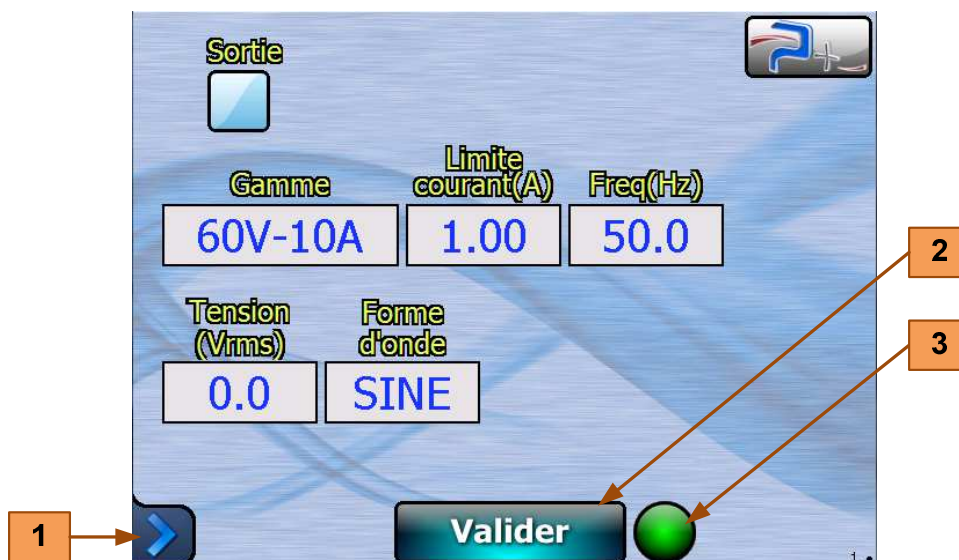 Sortie
Limite
Gamme courant(A) Freq(Hz)
60V-10A 1.00 50.0
2
Tension Forme
(Vrms) d'onde
3
0.0 SINE
1
Valider
1